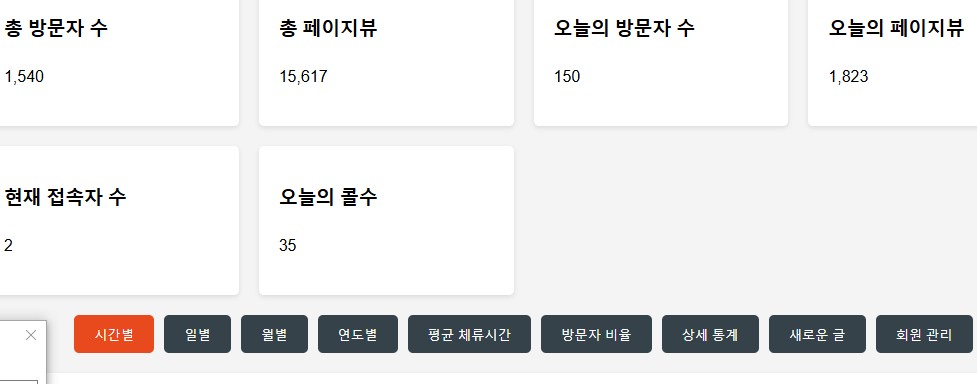 총 방문자 수
1,540
총 페이지뷰
15,617
오늘의 방문자 수
150
오늘의 페이지뷰
1,823
현재 접속자 수
2
오늘의 콜수
35
시간별
일별
월별
연도별
평균 체류시간
방문자 비율
상세 통계
새로운 글
회원 관리